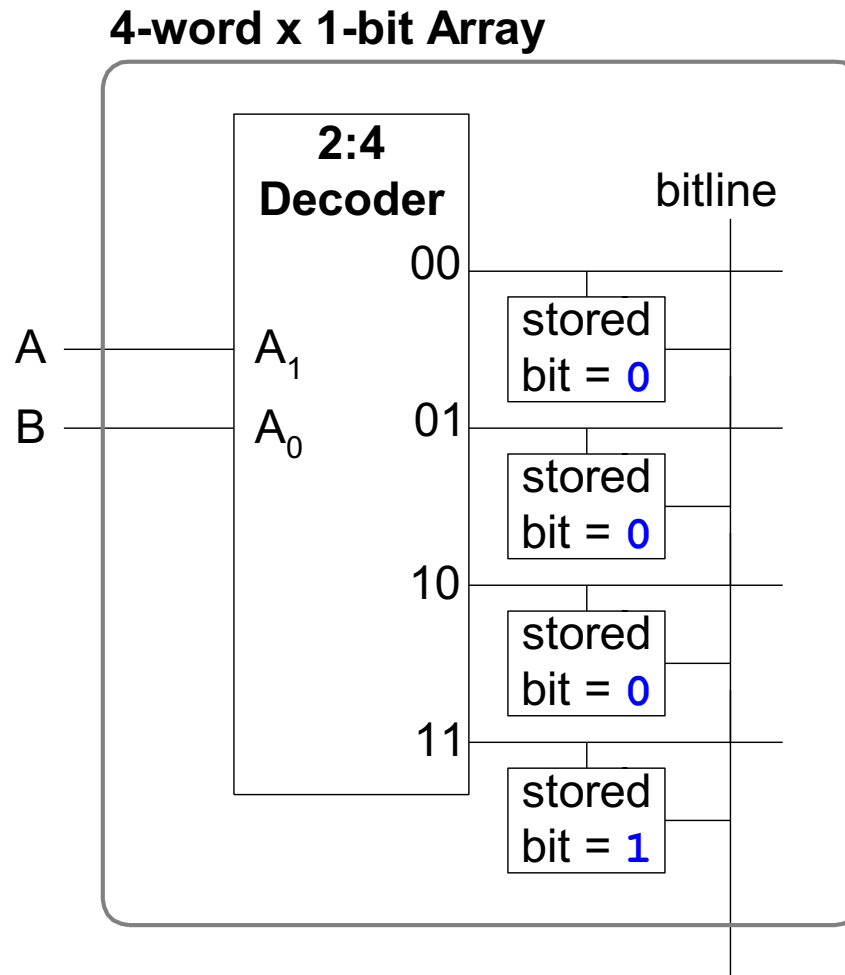 4-word x 1-bit Array
2:4
Decoder
bitline
00
stored
bit = 0
A
A1
01
B
A0
stored
bit = 0
10
stored
bit = 0
11
stored
bit = 1